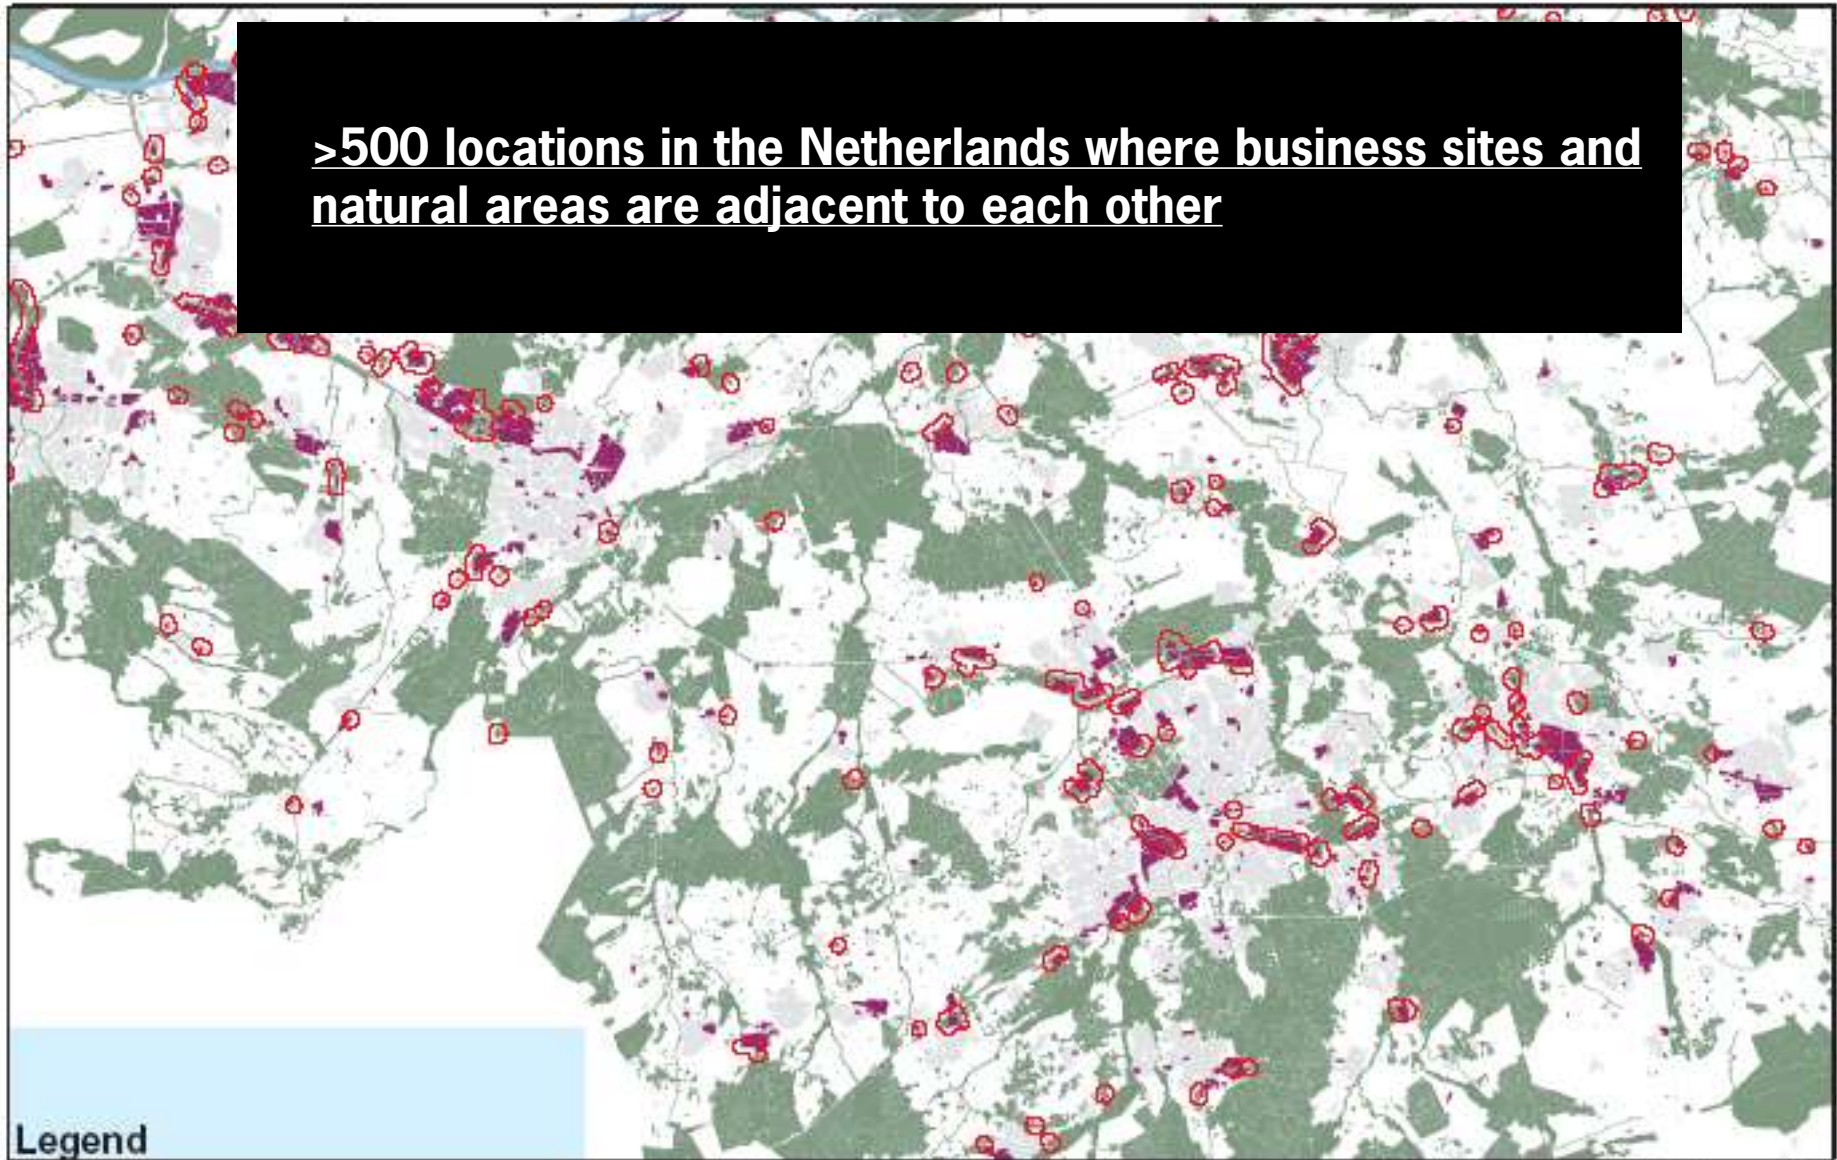 >500 locations in the Netherlands where business sites and
natural areas are adjacent to each other
Legend